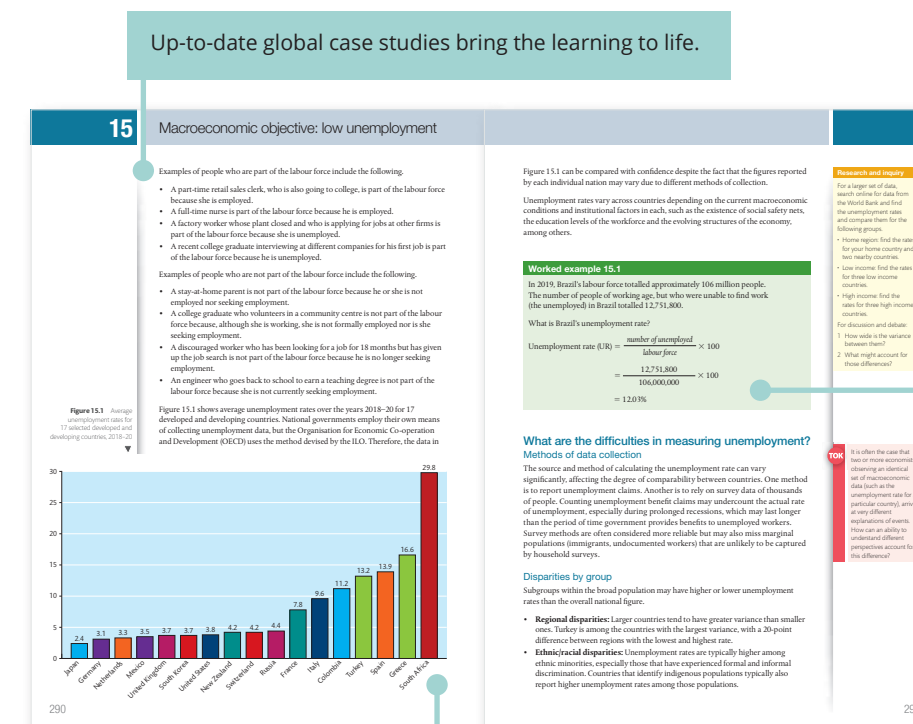 Up-to-date global case studies bring the learning to life.
15
Macroeconomic objective: low unemployment
Examples of people who are part of the labour force include the following.
• A part-time retail sales clerk, who is also going to college, is part of the labour force
because she is employed.
• A full-time nurse is part of the labour force because he is employed.
• A factory worker whose plant closed and who is applying for jobs at other firms is
part of the labour force because she is unemployed.
• A recent college graduate interviewing at different companies for his first job is part
of the labour force because he is unemployed.
Examples of people who are not part of the labour force include the following.
• A stay-at-home parent is not part of the labour force because he or she is not
employed nor seeking employment.
• A college graduate who volunteers in a community centre is not part of the labour
force because, although she is working, she is not formally employed nor is she
seeking employment.
• A discouraged worker who has been looking for a job for 18 months but has given
up the job search is not part of the labour force because he is no longer seeking
employment.
• An engineer who goes back to school to earn a teaching degree is not part of the
labour force because she is not currently seeking employment.
Figure 15.1 shows average unemployment rates over the years 2018–20 for 17
developed and developing countries. National governments employ their own means
of collecting unemployment data, but the Organisation for Economic Co-operation
and Development (OECD) uses the method devised by the ILO. Therefore, the data in
Figure 15.1 Average
unemployment rates for
17 selected developed and
developing countries, 2018–20
30
25
20
15
10
5
0
2.4
3.1
3.3
3.5
3.7
3.7
3.8
4.2
4.2
4.4
7.8
9.6
11.2
13.2
13.9
16.6
29.8
Japan
Germany
Netherlands
Mexico
United Kingdom
South Korea
United States
New Zealand
Switzerland
Russia
France
Italy
Colombia
Turkey
Spain
Greece
South Africa
290
Figure 15.1 can be compared with confidence despite the fact that the figures reported
by each individual nation may vary due to different methods of collection.
Unemployment rates vary across countries depending on the current macroeconomic
conditions and institutional factors in each, such as the existence of social safety nets,
the education levels of the workforce and the evolving structures of the economy,
among others.
Worked example 15.1
In 2019, Brazil's labour force totalled approximately 106 million people.
The number of people of working age, but who were unable to find work
(the unemployed) in Brazil totalled 12,751,800.
What is Brazil's unemployment rate?
Unemployment rate (UR) = number of unemployed / labour force × 100
= 12,751,800 / 106,000,000 × 100
= 12.03%
What are the difficulties in measuring unemployment?
Methods of data collection
The source and method of calculating the unemployment rate can vary
significantly, affecting the degree of comparability between countries. One method
is to report unemployment claims. Another is to rely on survey data of thousands
of people. Counting unemployment benefit claims may undercount the actual rate
of unemployment, especially during prolonged recessions, which may last longer
than the period of time government provides benefits to unemployed workers.
Survey methods are often considered more reliable but may also miss marginal
populations (immigrants, undocumented workers) that are unlikely to be captured
by household surveys.
Disparities by group
Subgroups within the broad population may have higher or lower unemployment
rates than the overall national figure.
• Regional disparities: Larger countries tend to have greater variance than smaller
ones. Turkey is among the countries with the largest variance, with a 20-point
difference between regions with the lowest and highest rate.
• Ethnic/racial disparities: Unemployment rates are typically higher among
ethnic minorities, especially those that have experienced formal and informal
discrimination. Countries that identify indigenous populations typically also
report higher unemployment rates among those populations.
Research and inquiry
For a larger set of data,
search online for data from
the World Bank and find
the unemployment rates
and compare them for the
following groups.
• Home region: find the rates
for your home country and
two nearby countries.
• Low income: find the rates
for three low income
countries.
• High income: find the
rates for three high income
countries.
For discussion and debate:
1 How wide is the variance
between them?
2 What might account for
those differences?
TOK
It is often the case that
two or more economists
observing an identical
set of macroeconomic
data (such as the
unemployment rate for
particular country), arrive
at very different
explanations of events.
How can an ability to
understand different
perspectives account for
this difference?
29